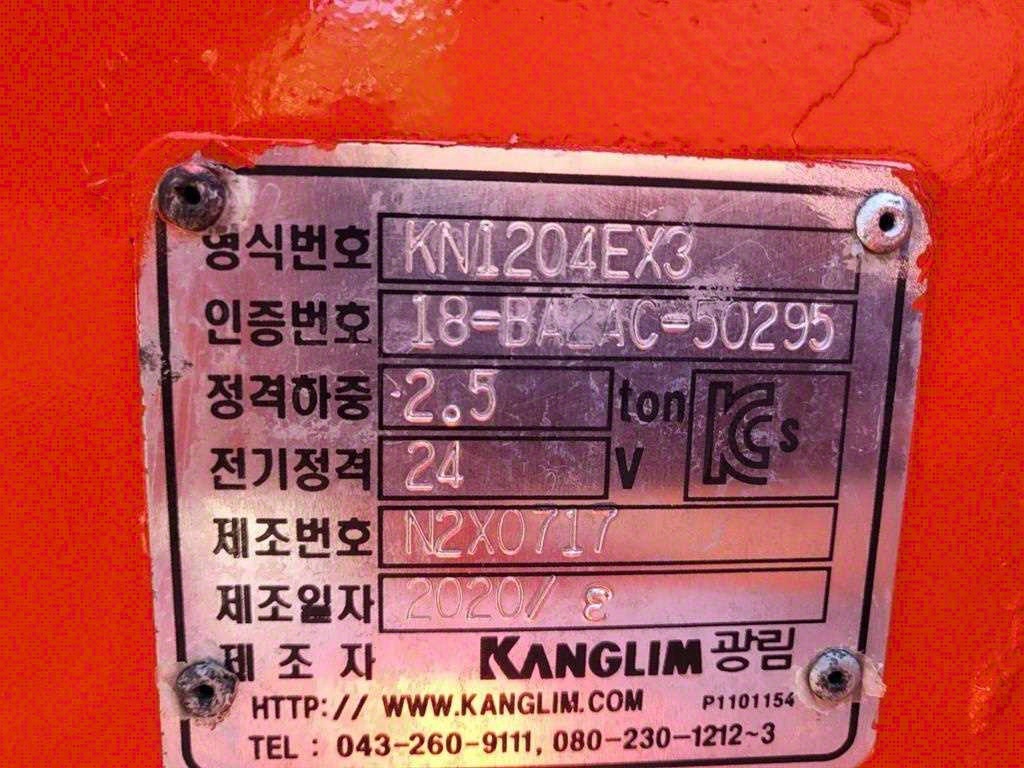 형식번호 KN1204EX3
인증번호 18-BA2AC-50295
정격하중 2.5 ton
전기정격 24 V
KCs
제조번호 N2X0717
제조일자 2020/ 8
제 조 자 KANGLIM 광림
HTTP:// WWW.KANGLIM.COM P1101154
TEL : 043-260-9111, 080-230-1212~3